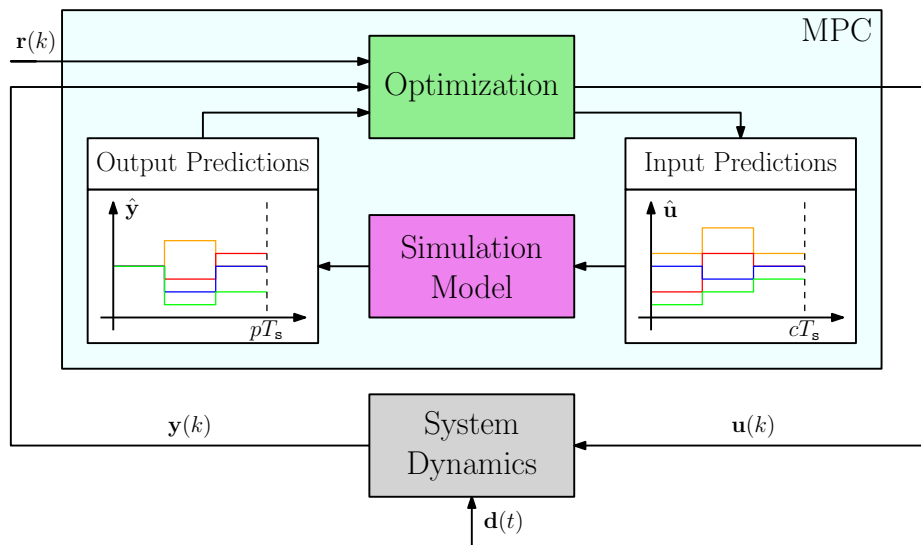 MPC
r(k)
Optimization
Output Predictions
Input Predictions
ŷ
û
Simulation
Model
pTₛ
cTₛ
System
Dynamics
y(k)
u(k)
d(t)